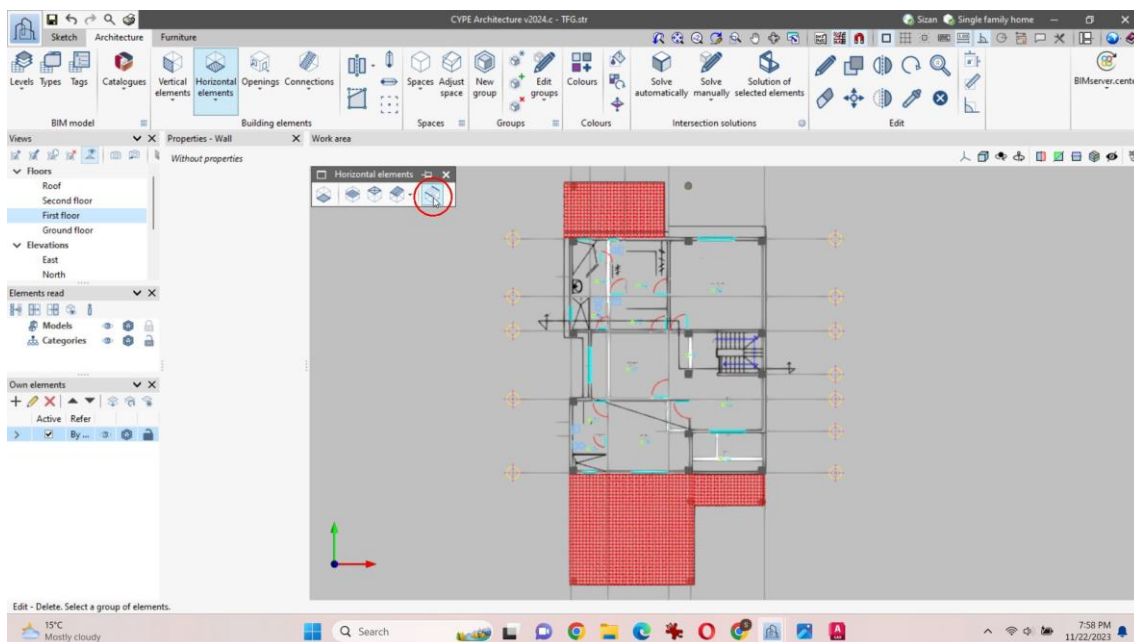 CYPE Architecture v2024.c - TFG.str
Sizan
Single family home
Sketch
Architecture
Furniture
Levels
Types
Tags
Catalogues
Vertical elements
Horizontal elements
Openings
Connections
Spaces
Adjust space
New group
Edit groups
Colours
Solve automatically
Solve manually
Solution of selected elements
BIMserver.center
BIM model
Building elements
Spaces
Groups
Colours
Intersection solutions
Edit
Views
Properties - Wall
Work area
Without properties
Floors
Roof
Second floor
First floor
Ground floor
Elevations
East
North
Horizontal elements
Elements read
Models
Categories
Own elements
Active Refer
By ...
Edit - Delete. Select a group of elements.
15°C
Mostly cloudy
Search
7:58 PM
11/22/2023